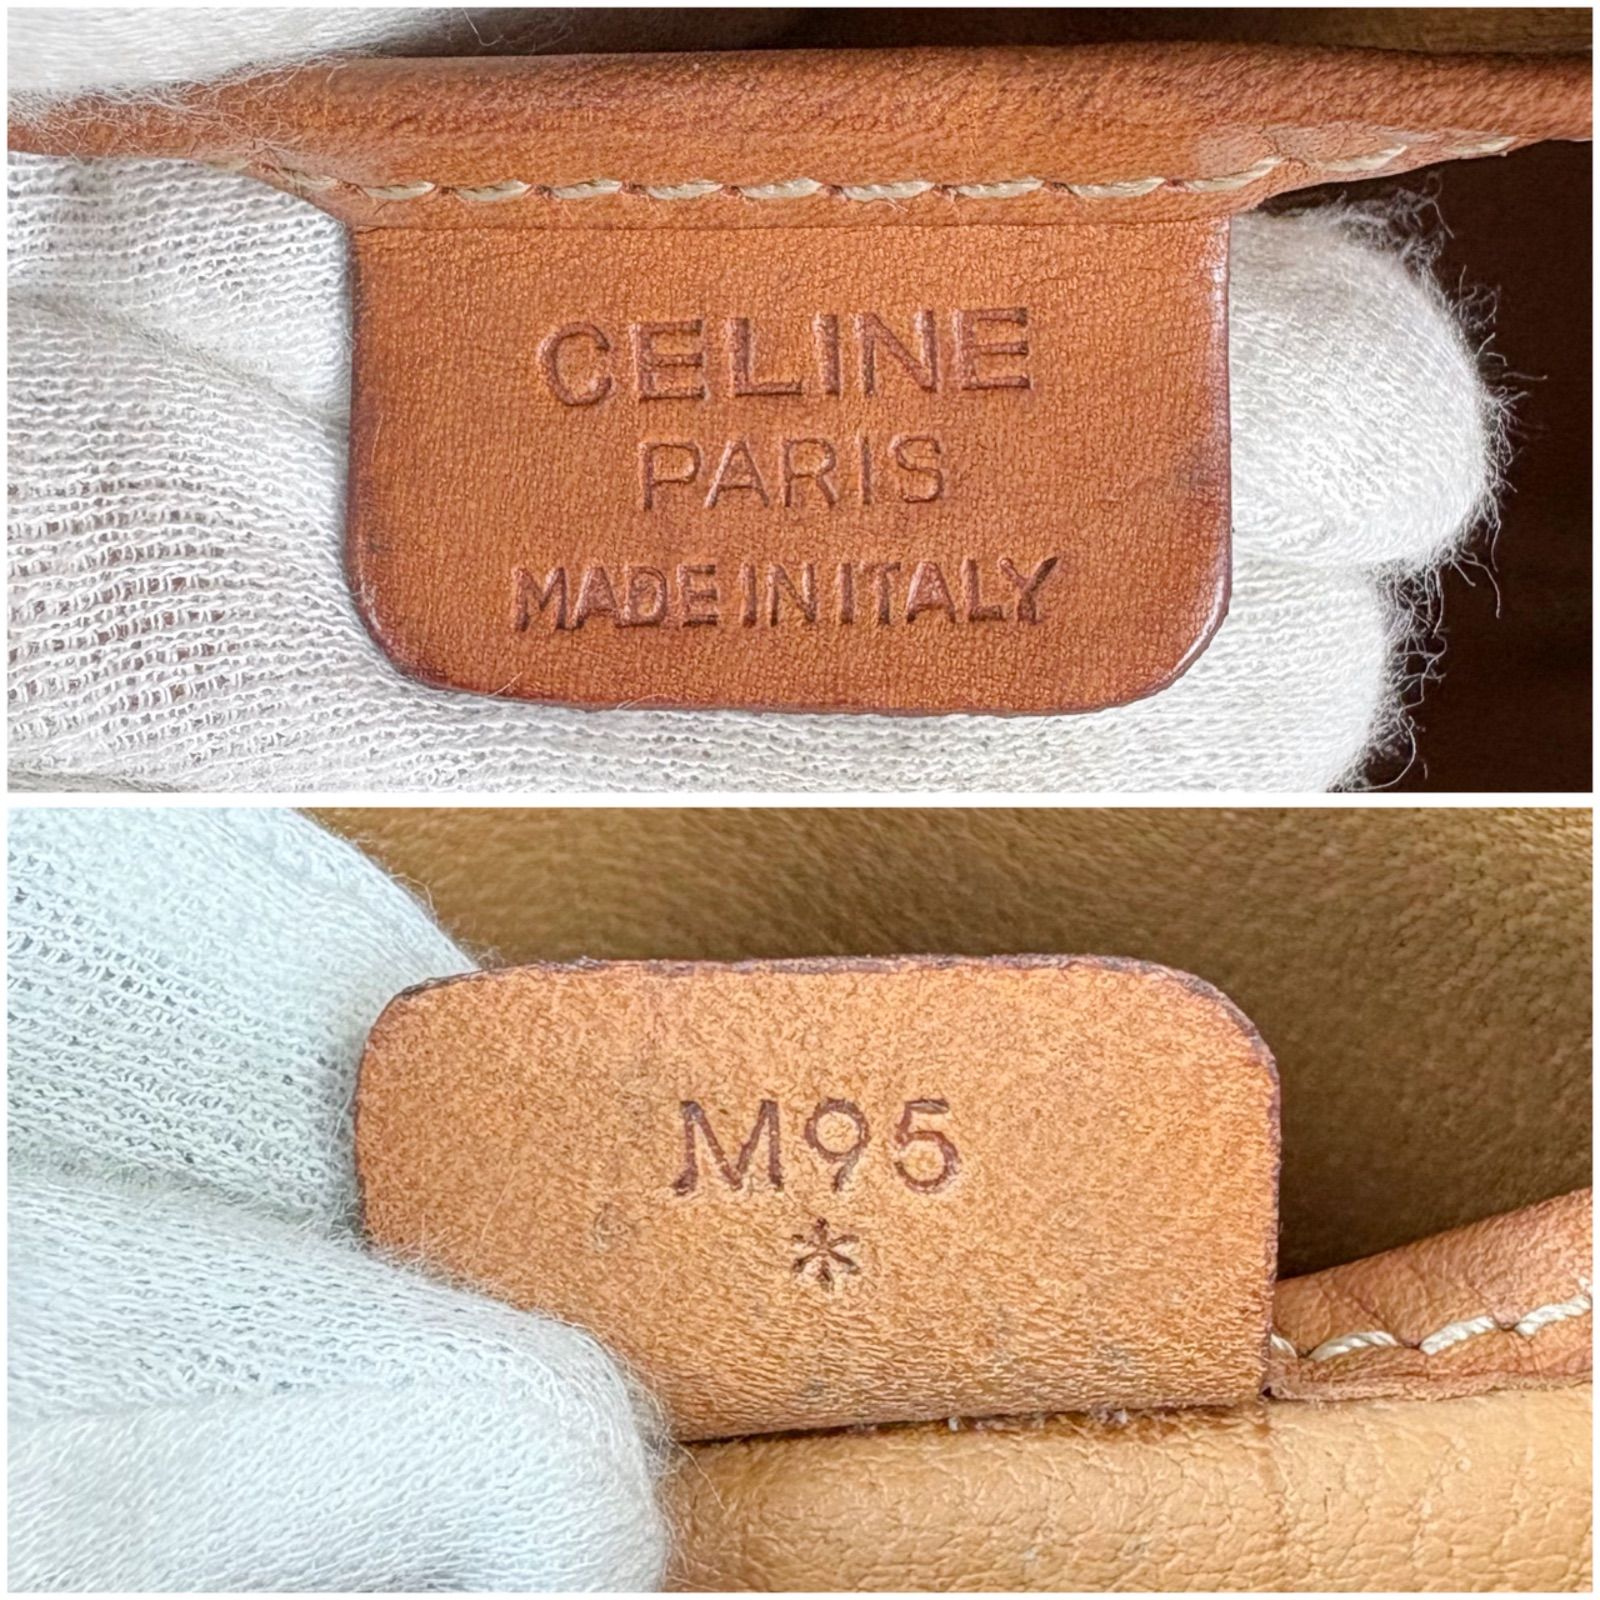 CELINE
PARIS
MADE IN ITALY
M95
*